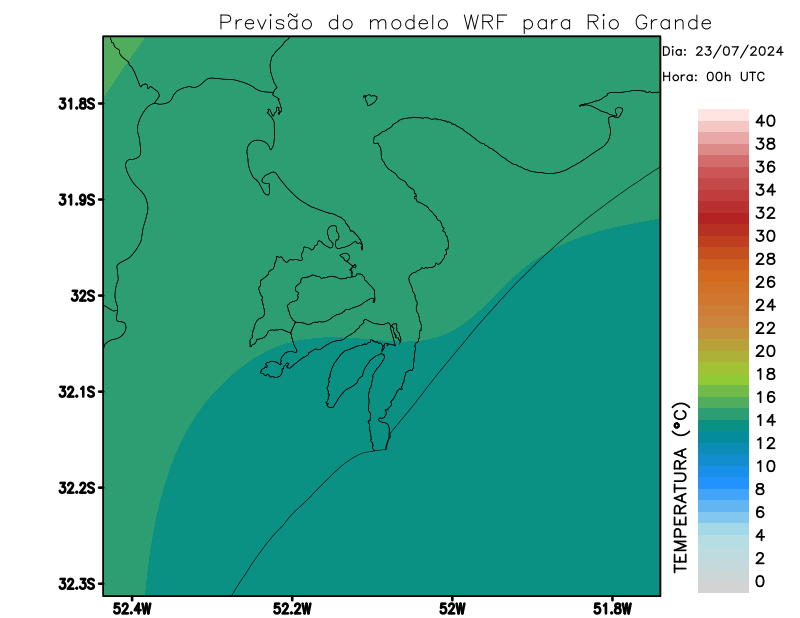 Previsão do modelo WRF para Rio Grande
Dia: 23/07/2024
Hora: 00h UTC
31.8S
31.9S
32S
32.1S
32.2S
32.3S
52.4W
52.2W
52W
51.8W
TEMPERATURA (°C)
40
38
36
34
32
30
28
26
24
22
20
18
16
14
12
10
8
6
4
2
0